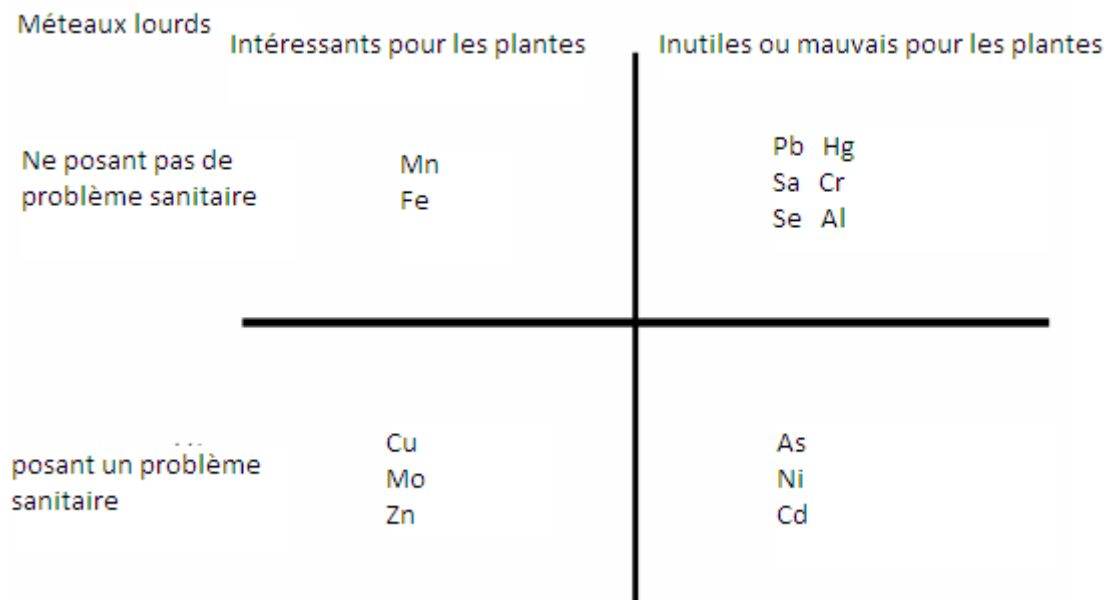 Méteaux lourds
Intéressants pour les plantes
Inutiles ou mauvais pour les plantes
Ne posant pas de
problème sanitaire
Mn
Fe
Pb Hg
Sa Cr
Se Al
posant un problème
sanitaire
Cu
Mo
Zn
As
Ni
Cd